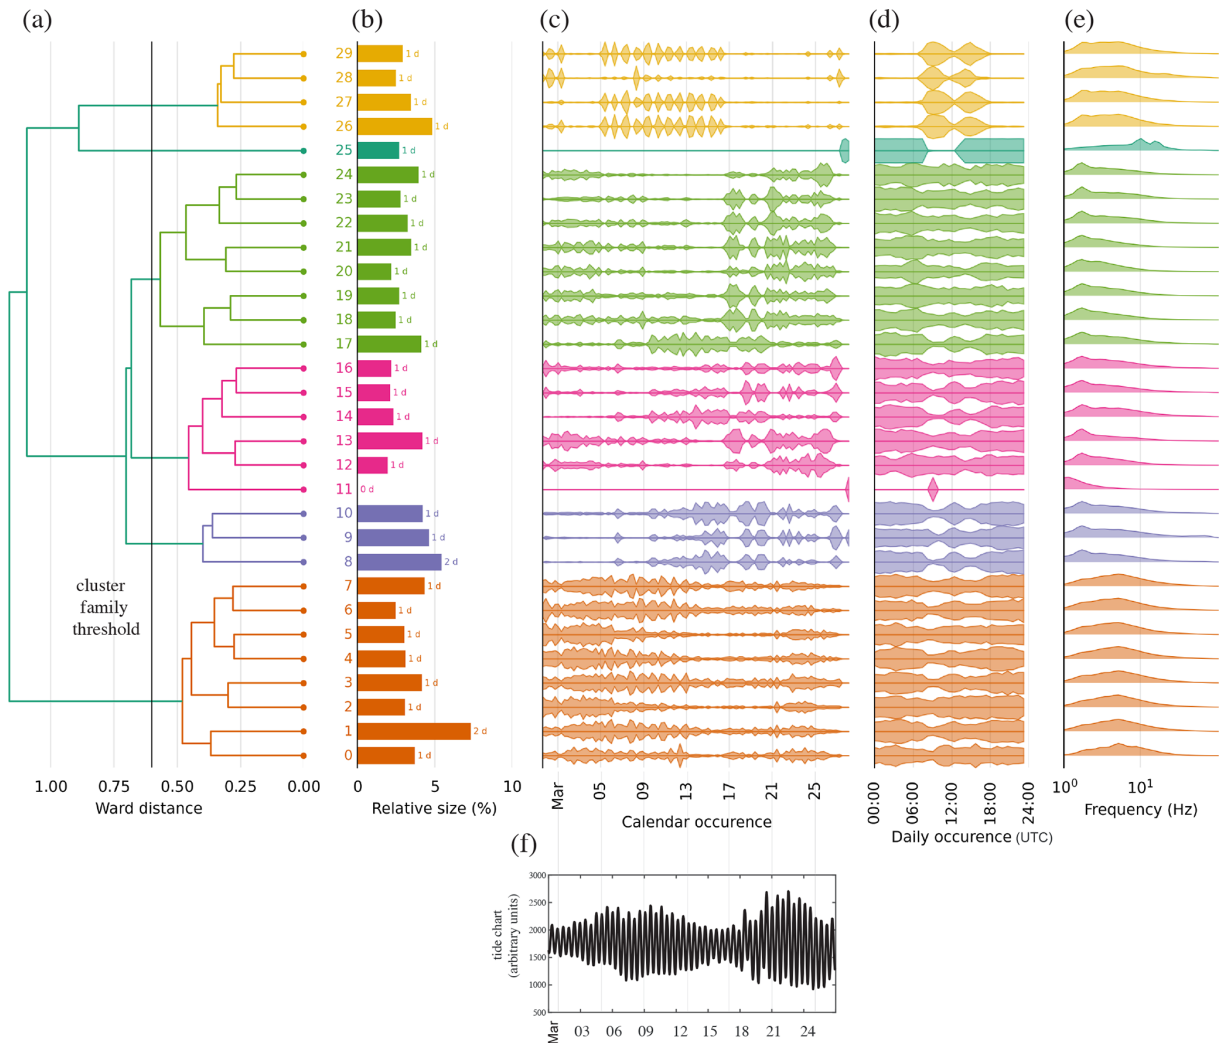 (a)
(b)
(c)
(d)
(e)
29
1 d
28
1 d
27
1 d
26
1 d
25
1 d
24
1 d
23
1 d
22
1 d
21
1 d
20
1 d
19
1 d
18
1 d
17
1 d
16
1 d
15
1 d
14
1 d
13
1 d
12
1 d
11
0 d
10
1 d
9
1 d
8
2 d
7
1 d
6
1 d
5
1 d
4
1 d
3
1 d
2
1 d
1
2 d
0
1 d
cluster
family
threshold
1.00 0.75 0.50 0.25 0.00
Ward distance
0 5 10
Relative size (%)
Mar 05 09 13 17 21 25
Calendar occurence
00:00 06:00 12:00 18:00 24:00
Daily occurence (UTC)
10⁰ 10¹
Frequency (Hz)
(f)
tide chart
(arbitrary units)
3000
2500
2000
1500
1000
500
Mar 03 06 09 12 15 18 21 24